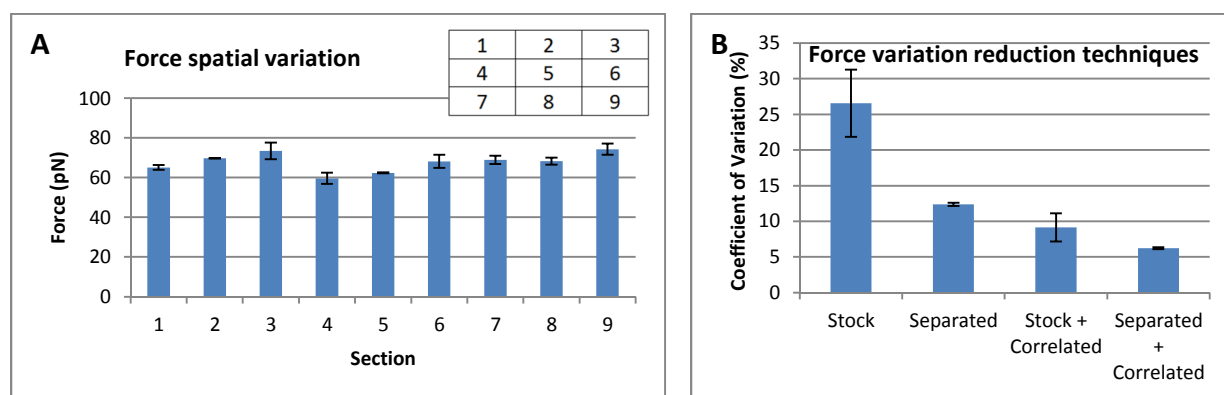 A
Force spatial variation
1 2 3
4 5 6
7 8 9
100
80
60
40
20
0
Force (pN)
1 2 3 4 5 6 7 8 9
Section
B
Force variation reduction techniques
35
30
25
20
15
10
5
0
Coefficient of Variation (%)
Stock Separated Stock + Separated
Correlated +
Correlated